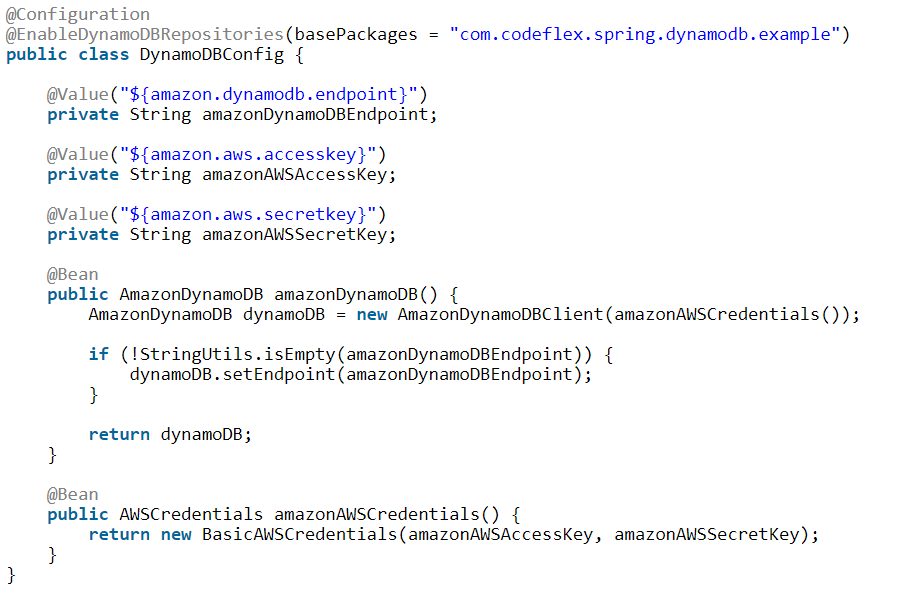 @Configuration
@EnableDynamoDBRepositories(basePackages = "com.codeflex.spring.dynamodb.example")
public class DynamoDBConfig {
@Value("${amazon.dynamodb.endpoint}")
private String amazonDynamoDBEndpoint;
@Value("${amazon.aws.accesskey}")
private String amazonAWSAccessKey;
@Value("${amazon.aws.secretkey}")
private String amazonAWSSecretKey;
@Bean
public AmazonDynamoDB amazonDynamoDB() {
AmazonDynamoDB dynamoDB = new AmazonDynamoDBClient(amazonAWSCredentials());
if (!StringUtils.isEmpty(amazonDynamoDBEndpoint)) {
dynamoDB.setEndpoint(amazonDynamoDBEndpoint);
}
return dynamoDB;
}
@Bean
public AWSCredentials amazonAWSCredentials() {
return new BasicAWSCredentials(amazonAWSAccessKey, amazonAWSSecretKey);
}
}